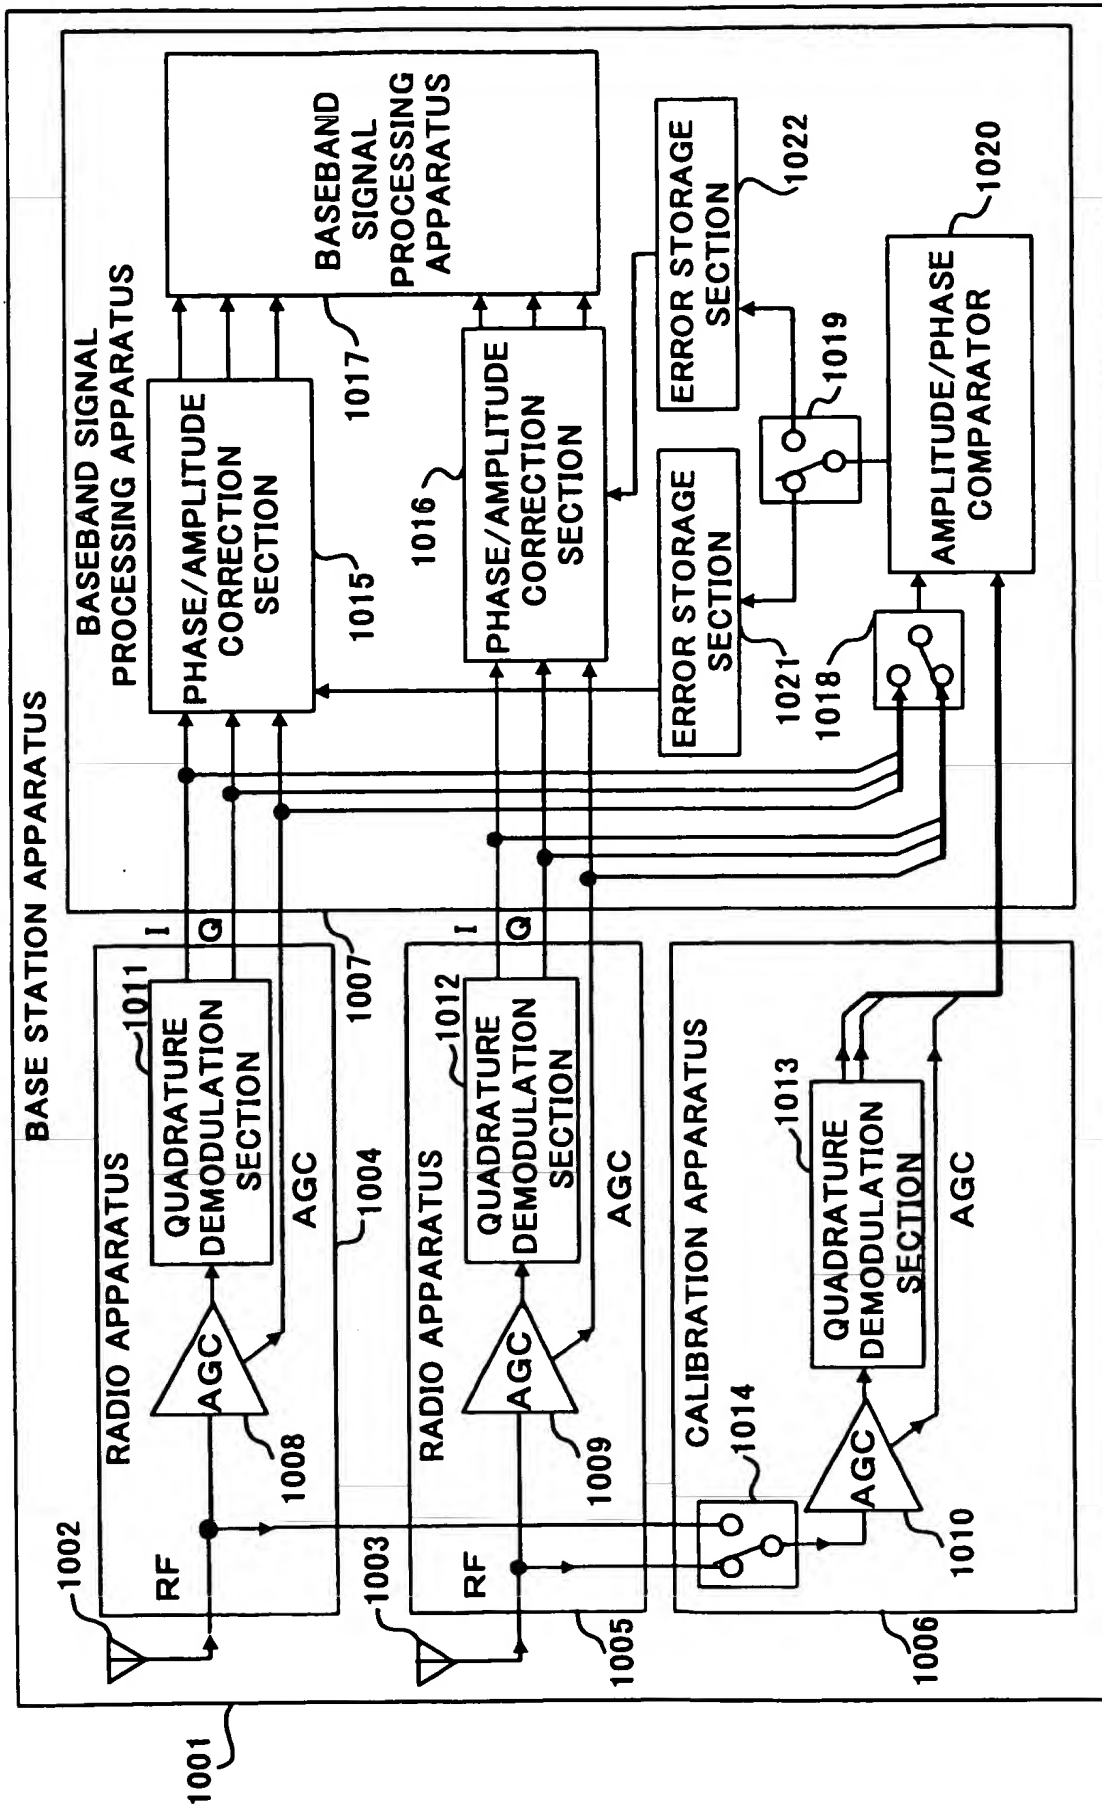 BASE STATION APPARATUS
1001
1002
RF
RADIO APPARATUS
AGC
1008
QUADRATURE
DEMODULATION
SECTION
1011
AGC
1004
I
Q
1003
RF
RADIO APPARATUS
AGC
1009
QUADRATURE
DEMODULATION
SECTION
1012
AGC
1005
I
Q
CALIBRATION APPARATUS
1014
AGC
1010
QUADRATURE
DEMODULATION
SECTION
1013
AGC
1006
BASEBAND SIGNAL
PROCESSING APPARATUS
1007
PHASE/AMPLITUDE
CORRECTION
SECTION
1015
BASEBAND
SIGNAL
PROCESSING
APPARATUS
1017
1016
PHASE/AMPLITUDE
CORRECTION
SECTION
ERROR STORAGE
SECTION
1021
ERROR STORAGE
SECTION
1022
1018
1019
AMPLITUDE/PHASE
COMPARATOR
1020